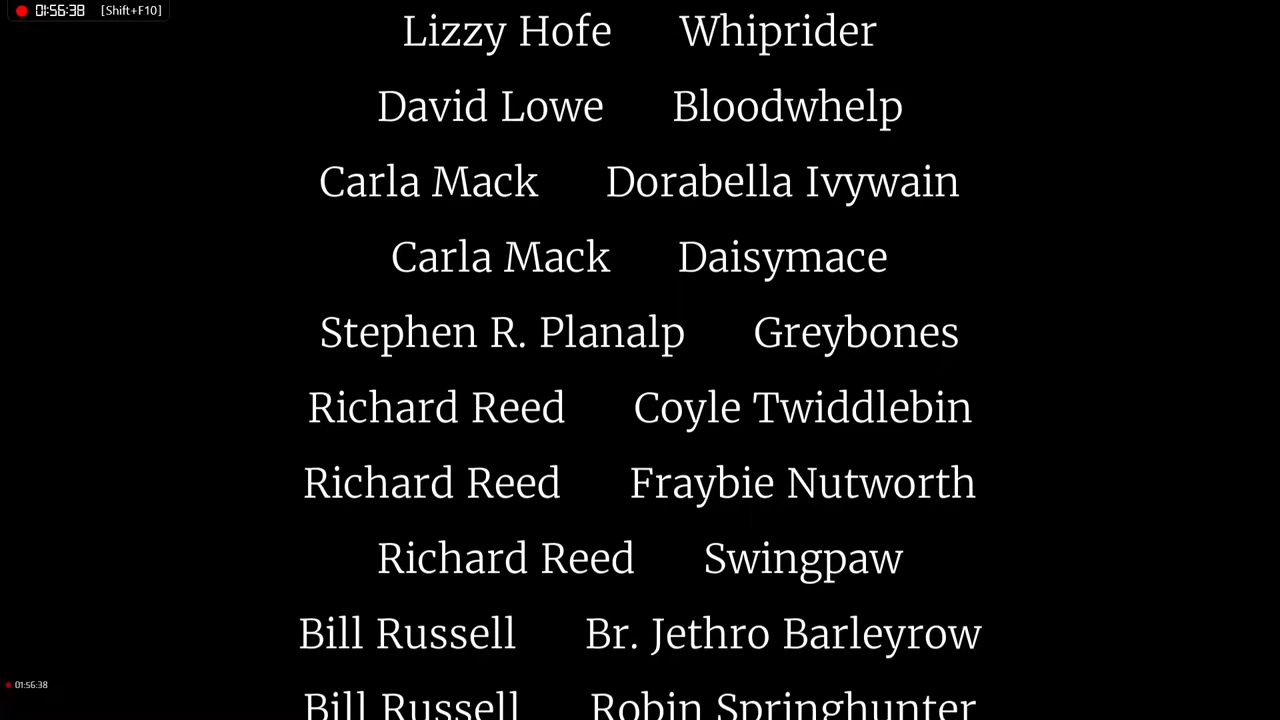 01:56:38 [Shift+F10]
Lizzy Hofe Whiprider
David Lowe Bloodwhelp
Carla Mack Dorabella Ivywain
Carla Mack Daisymace
Stephen R. Planalp Greybones
Richard Reed Coyle Twiddlebin
Richard Reed Fraybie Nutworth
Richard Reed Swingpaw
Bill Russell Br. Jethro Barleyrow
01:56:38
Bill Russell Robin Springhunter